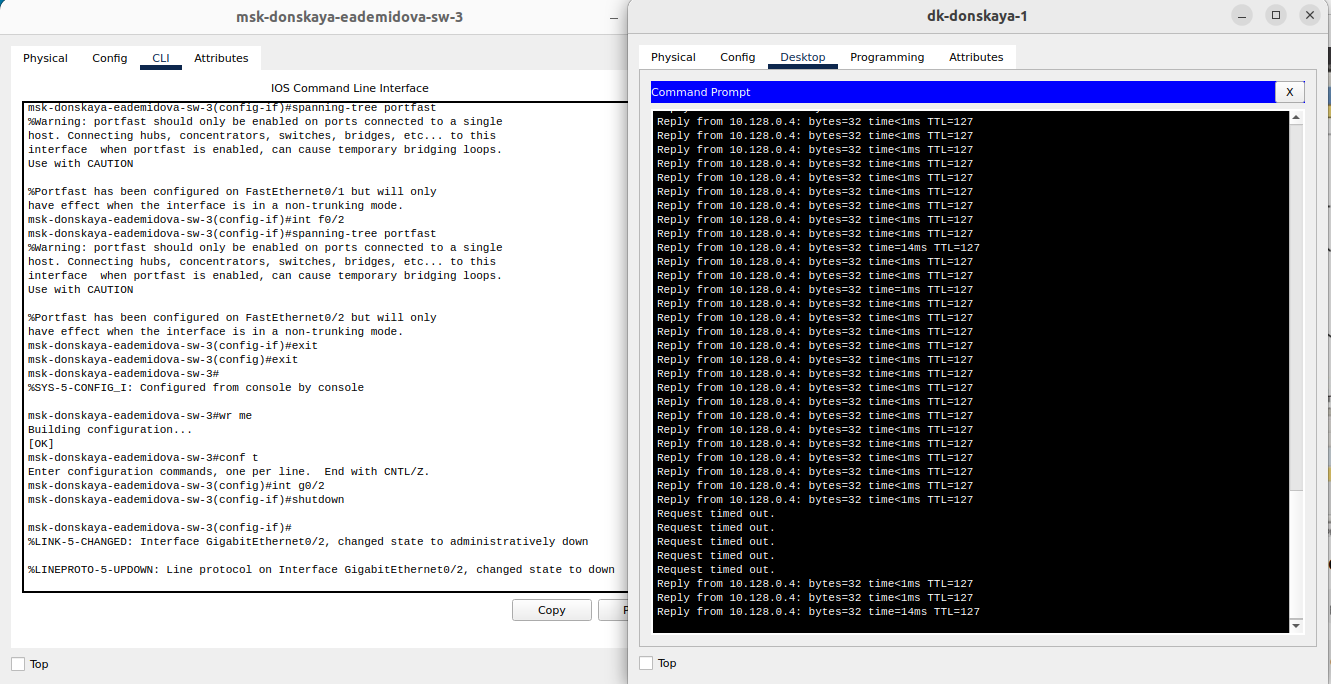 msk-donskaya-eademidova-sw-3
Physical Config CLI Attributes
IOS Command Line Interface
msk-donskaya-eademidova-sw-3(config-if)#spanning-tree portfast
%Warning: portfast should only be enabled on ports connected to a single
host. Connecting hubs, concentrators, switches, bridges, etc... to this
interface  when portfast is enabled, can cause temporary bridging loops.
Use with CAUTION
%Portfast has been configured on FastEthernet0/1 but will only
have effect when the interface is in a non-trunking mode.
msk-donskaya-eademidova-sw-3(config-if)#int f0/2
msk-donskaya-eademidova-sw-3(config-if)#spanning-tree portfast
%Warning: portfast should only be enabled on ports connected to a single
host. Connecting hubs, concentrators, switches, bridges, etc... to this
interface  when portfast is enabled, can cause temporary bridging loops.
Use with CAUTION
%Portfast has been configured on FastEthernet0/2 but will only
have effect when the interface is in a non-trunking mode.
msk-donskaya-eademidova-sw-3(config-if)#exit
msk-donskaya-eademidova-sw-3(config)#exit
msk-donskaya-eademidova-sw-3#
%SYS-5-CONFIG_I: Configured from console by console
msk-donskaya-eademidova-sw-3#wr me
Building configuration...
[OK]
msk-donskaya-eademidova-sw-3#conf t
Enter configuration commands, one per line.  End with CNTL/Z.
msk-donskaya-eademidova-sw-3(config)#int g0/2
msk-donskaya-eademidova-sw-3(config-if)#shutdown
msk-donskaya-eademidova-sw-3(config-if)#
%LINK-5-CHANGED: Interface GigabitEthernet0/2, changed state to administratively down
%LINEPROTO-5-UPDOWN: Line protocol on Interface GigabitEthernet0/2, changed state to down
Copy
Top
dk-donskaya-1
Physical Config Desktop Programming Attributes
Command Prompt X
Reply from 10.128.0.4: bytes=32 time<1ms TTL=127
Reply from 10.128.0.4: bytes=32 time<1ms TTL=127
Reply from 10.128.0.4: bytes=32 time<1ms TTL=127
Reply from 10.128.0.4: bytes=32 time<1ms TTL=127
Reply from 10.128.0.4: bytes=32 time<1ms TTL=127
Reply from 10.128.0.4: bytes=32 time<1ms TTL=127
Reply from 10.128.0.4: bytes=32 time<1ms TTL=127
Reply from 10.128.0.4: bytes=32 time<1ms TTL=127
Reply from 10.128.0.4: bytes=32 time<1ms TTL=127
Reply from 10.128.0.4: bytes=32 time=14ms TTL=127
Reply from 10.128.0.4: bytes=32 time<1ms TTL=127
Reply from 10.128.0.4: bytes=32 time<1ms TTL=127
Reply from 10.128.0.4: bytes=32 time=1ms TTL=127
Reply from 10.128.0.4: bytes=32 time<1ms TTL=127
Reply from 10.128.0.4: bytes=32 time<1ms TTL=127
Reply from 10.128.0.4: bytes=32 time<1ms TTL=127
Reply from 10.128.0.4: bytes=32 time<1ms TTL=127
Reply from 10.128.0.4: bytes=32 time<1ms TTL=127
Reply from 10.128.0.4: bytes=32 time<1ms TTL=127
Reply from 10.128.0.4: bytes=32 time<1ms TTL=127
Reply from 10.128.0.4: bytes=32 time<1ms TTL=127
Reply from 10.128.0.4: bytes=32 time<1ms TTL=127
Reply from 10.128.0.4: bytes=32 time<1ms TTL=127
Reply from 10.128.0.4: bytes=32 time<1ms TTL=127
Reply from 10.128.0.4: bytes=32 time=1ms TTL=127
Reply from 10.128.0.4: bytes=32 time<1ms TTL=127
Reply from 10.128.0.4: bytes=32 time<1ms TTL=127
Reply from 10.128.0.4: bytes=32 time<1ms TTL=127
Request timed out.
Request timed out.
Request timed out.
Request timed out.
Request timed out.
Reply from 10.128.0.4: bytes=32 time<1ms TTL=127
Reply from 10.128.0.4: bytes=32 time<1ms TTL=127
Reply from 10.128.0.4: bytes=32 time=14ms TTL=127
Top